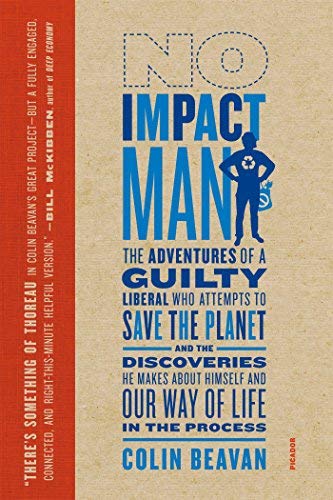 NO
IMPACT
MAN
THE ADVENTURES OF A
GUILTY
LIBERAL WHO ATTEMPTS TO
SAVE THE PLANET
AND THE
DISCOVERIES
HE MAKES ABOUT HIMSELF AND
OUR WAY OF LIFE
IN THE PROCESS
COLIN BEAVAN
PICADOR
"THERE'S SOMETHING OF THOREAU IN COLIN BEAVAN'S GREAT PROJECT—BUT A FULLY ENGAGED,
CONNECTED, AND RIGHT-THIS-MINUTE HELPFUL VERSION." —BILL McKIBBEN, author of DEEP ECONOMY